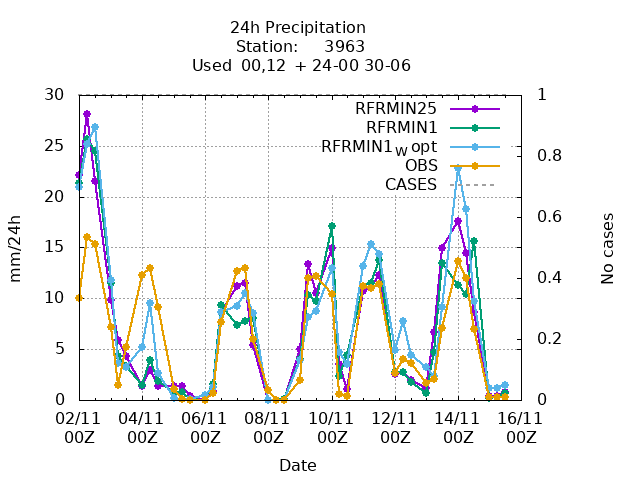 24h Precipitation
Station: 3963
Used 00,12 + 24-00 30-06
30 1
RFRMIN25
RFRMIN1
25 RFRMIN1w opt 0.8
OBS
CASES
20 0.6
mm/24h
No cases
15 0.4
10
5 0.2
0 0
02/11 04/11 06/11 08/11 10/11 12/11 14/11 16/11
00Z 00Z 00Z 00Z 00Z 00Z 00Z 00Z
Date